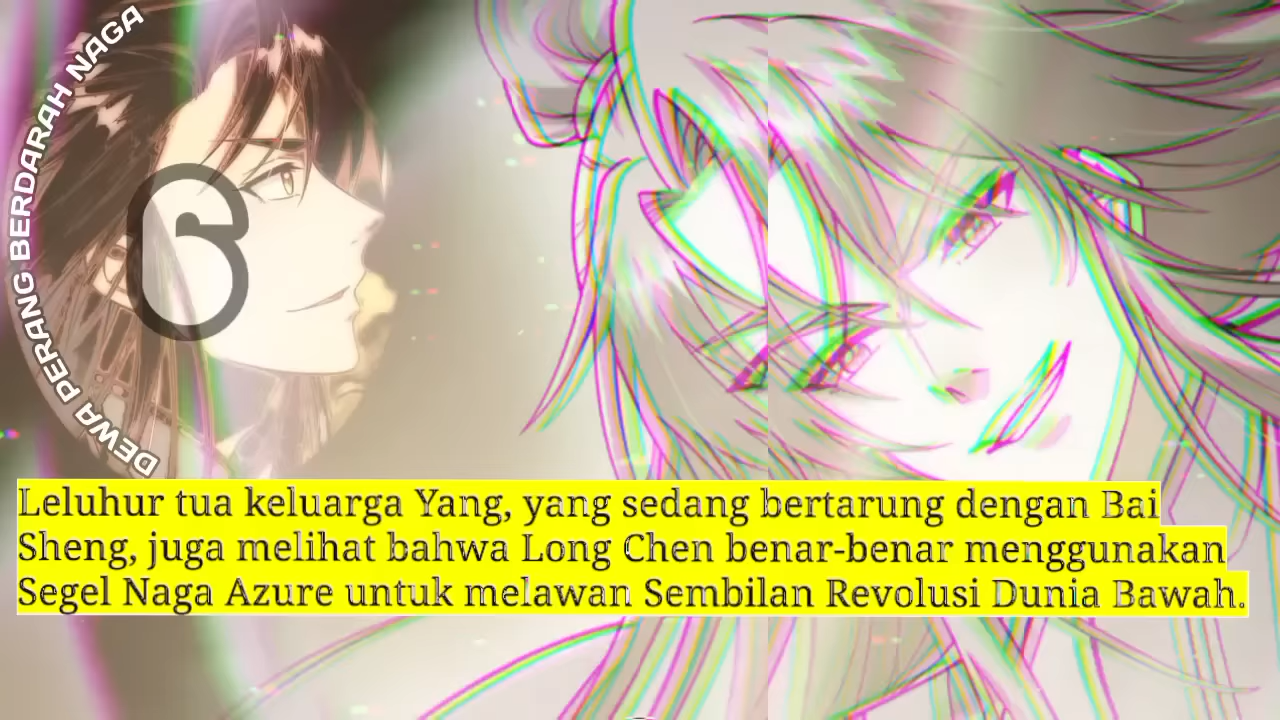 DEWA PERANG BERDARAH NAGA
6
Leluhur tua keluarga Yang, yang sedang bertarung dengan Bai
Sheng, juga melihat bahwa Long Chen benar-benar menggunakan
Segel Naga Azure untuk melawan Sembilan Revolusi Dunia Bawah.